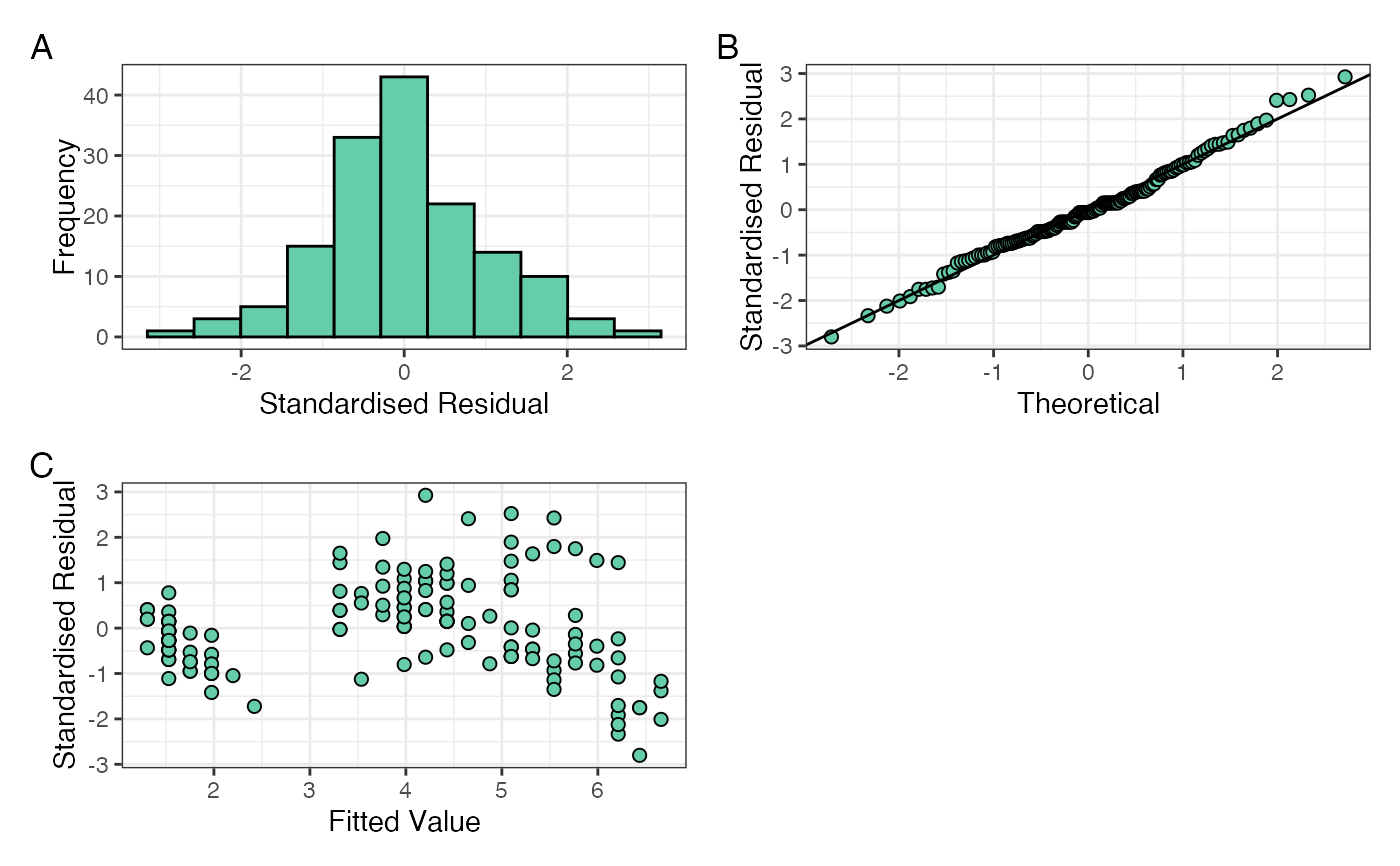 A
Frequency
40
30
20
10
0
-2 0 2
Standardised Residual
B
Standardised Residual
3
2
1
0
-1
-2
-3
-2 -1 0 1 2
Theoretical
C
Standardised Residual
3
2
1
0
-1
-2
-3
2 3 4 5 6
Fitted Value